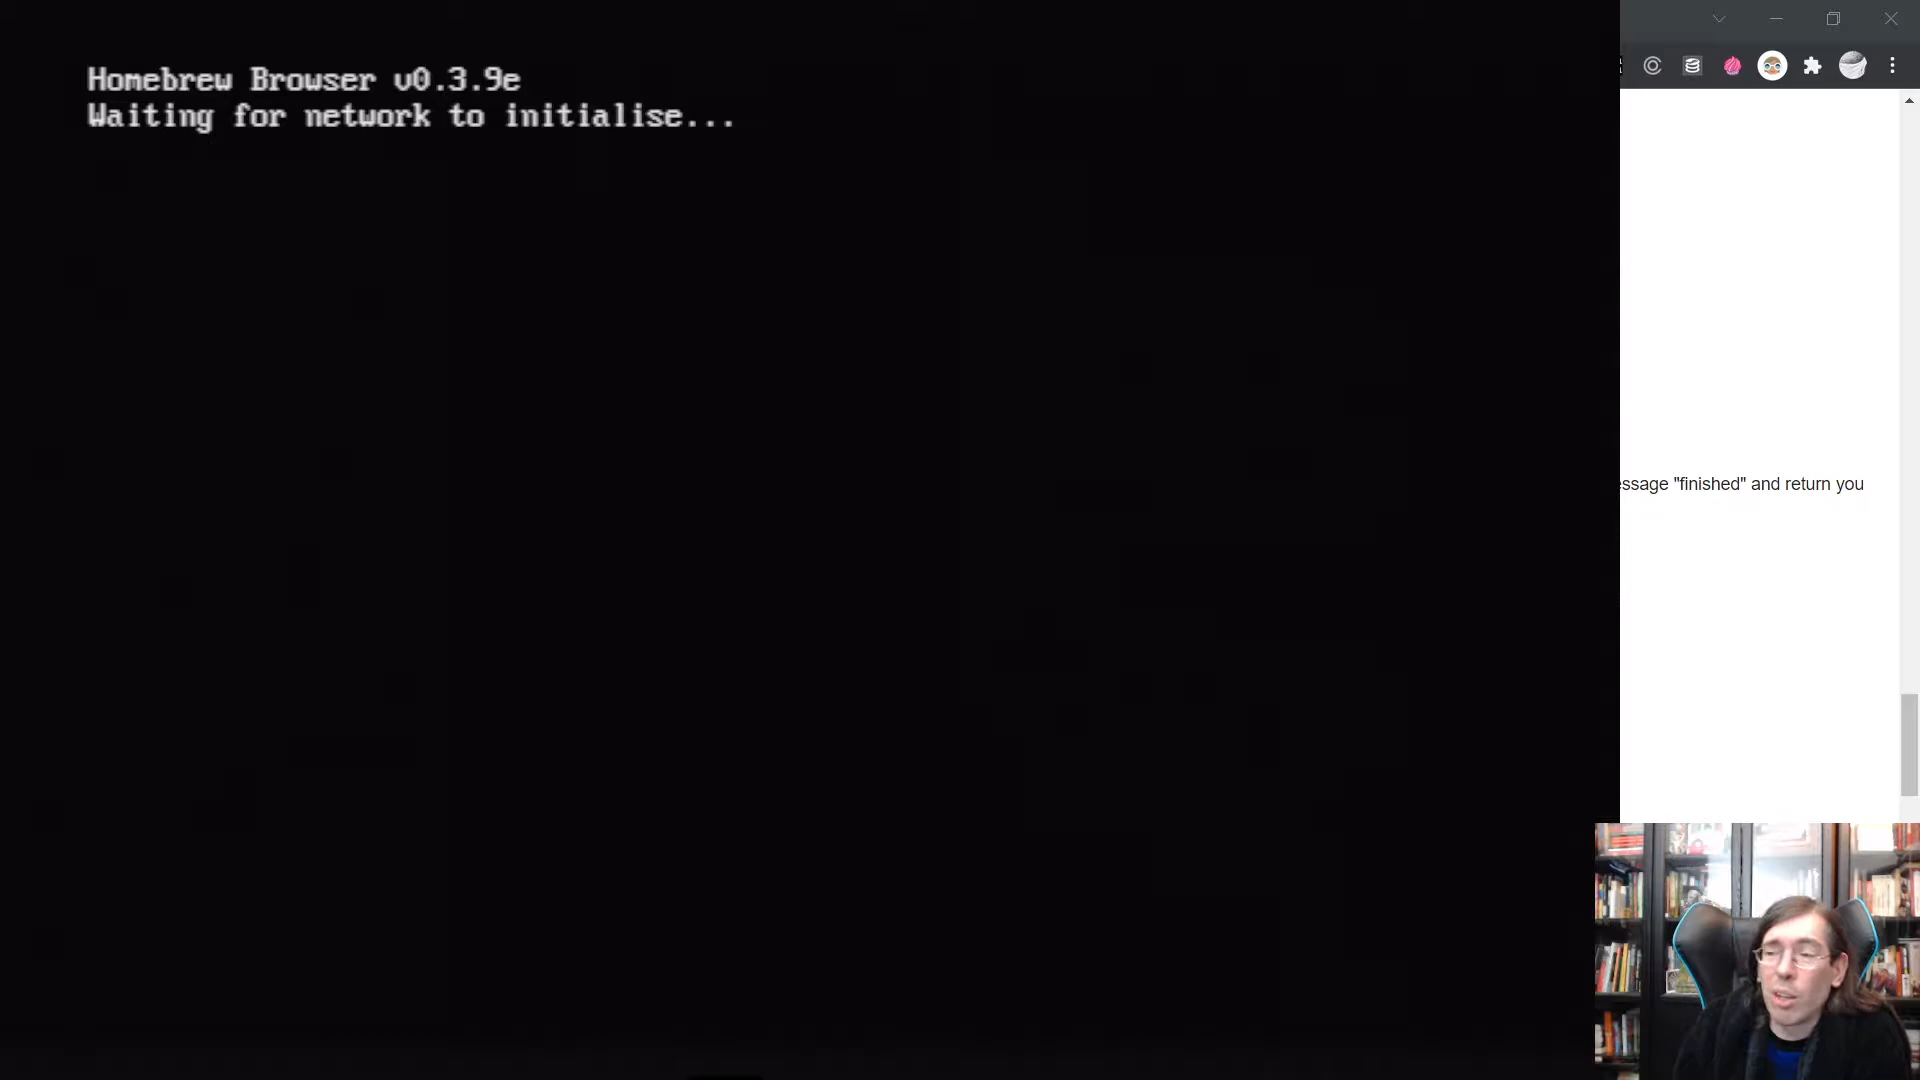 Homebrew Browser v0.3.9e
Waiting for network to initialise...
ssage "finished" and return you